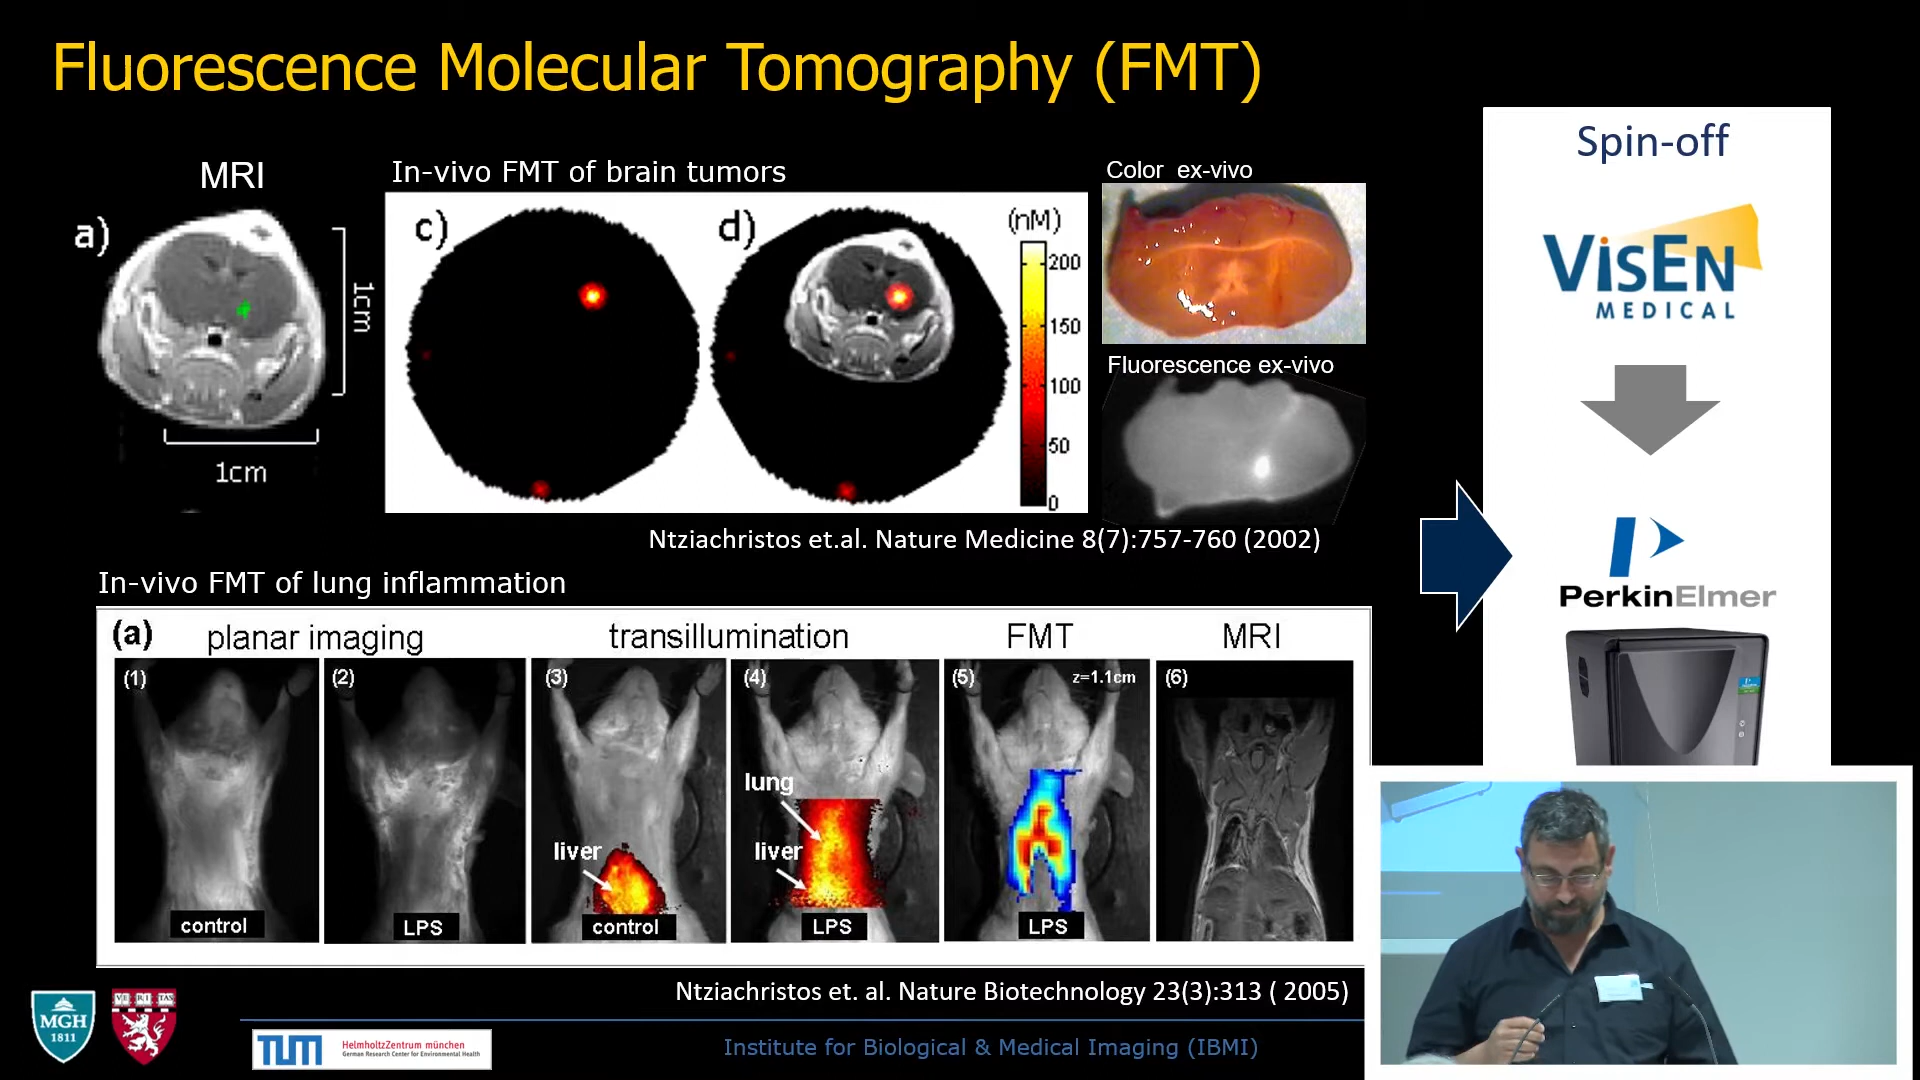 Fluorescence Molecular Tomography (FMT)
MRI
a)
1cm
1cm
In-vivo FMT of brain tumors
c)
d)
(nM)
200
150
100
50
0
Color ex-vivo
Fluorescence ex-vivo
Ntziachristos et.al. Nature Medicine 8(7):757-760 (2002)
Spin-off
VisEn
MEDICAL
PerkinElmer
In-vivo FMT of lung inflammation
(a) planar imaging transillumination FMT MRI
(1)
control
(2)
LPS
(3)
liver
control
(4)
lung
liver
LPS
(5)
z=1.1cm
LPS
(6)
Ntziachristos et. al. Nature Biotechnology 23(3):313 ( 2005)
MGH
1811
VE RI TAS
TUM
HelmholtzZentrum münchen
German Research Center for Environmental Health
Institute for Biological & Medical Imaging (IBMI)